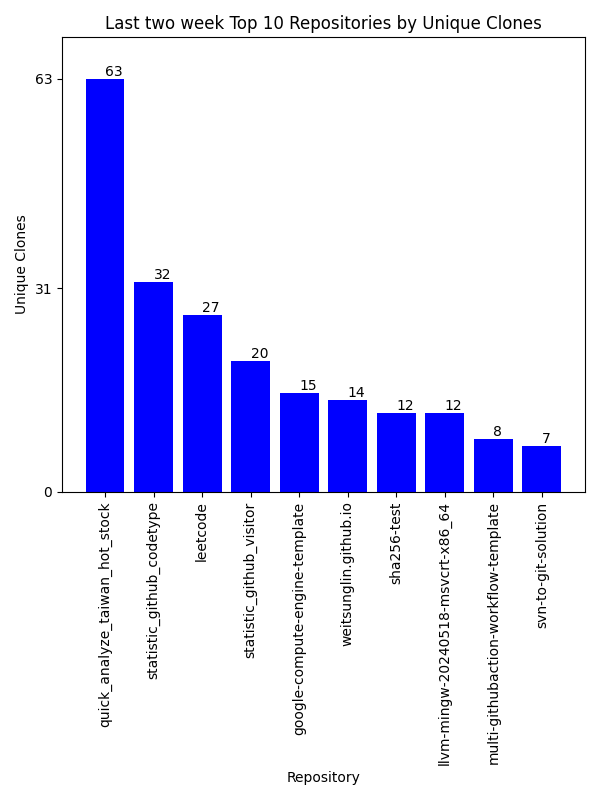 Last two week Top 10 Repositories by Unique Clones
Unique Clones
63
31
0
63
32
27
20
15
14
12
12
8
7
quick_analyze_taiwan_hot_stock
statistic_github_codetype
leetcode
statistic_github_visitor
google-compute-engine-template
weitsunglin.github.io
sha256-test
llvm-mingw-20240518-msvcrt-x86_64
multi-githubaction-workflow-template
svn-to-git-solution
Repository